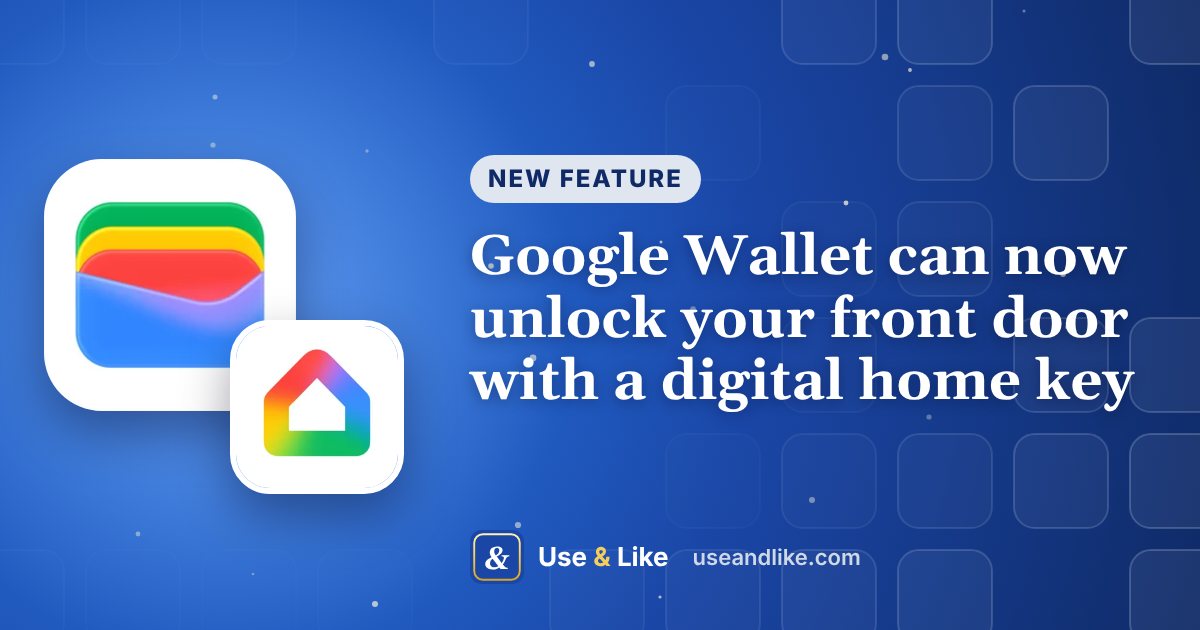 NEW FEATURE
Google Wallet can now
unlock your front door
with a digital home key
& Use & Like useandlike.com